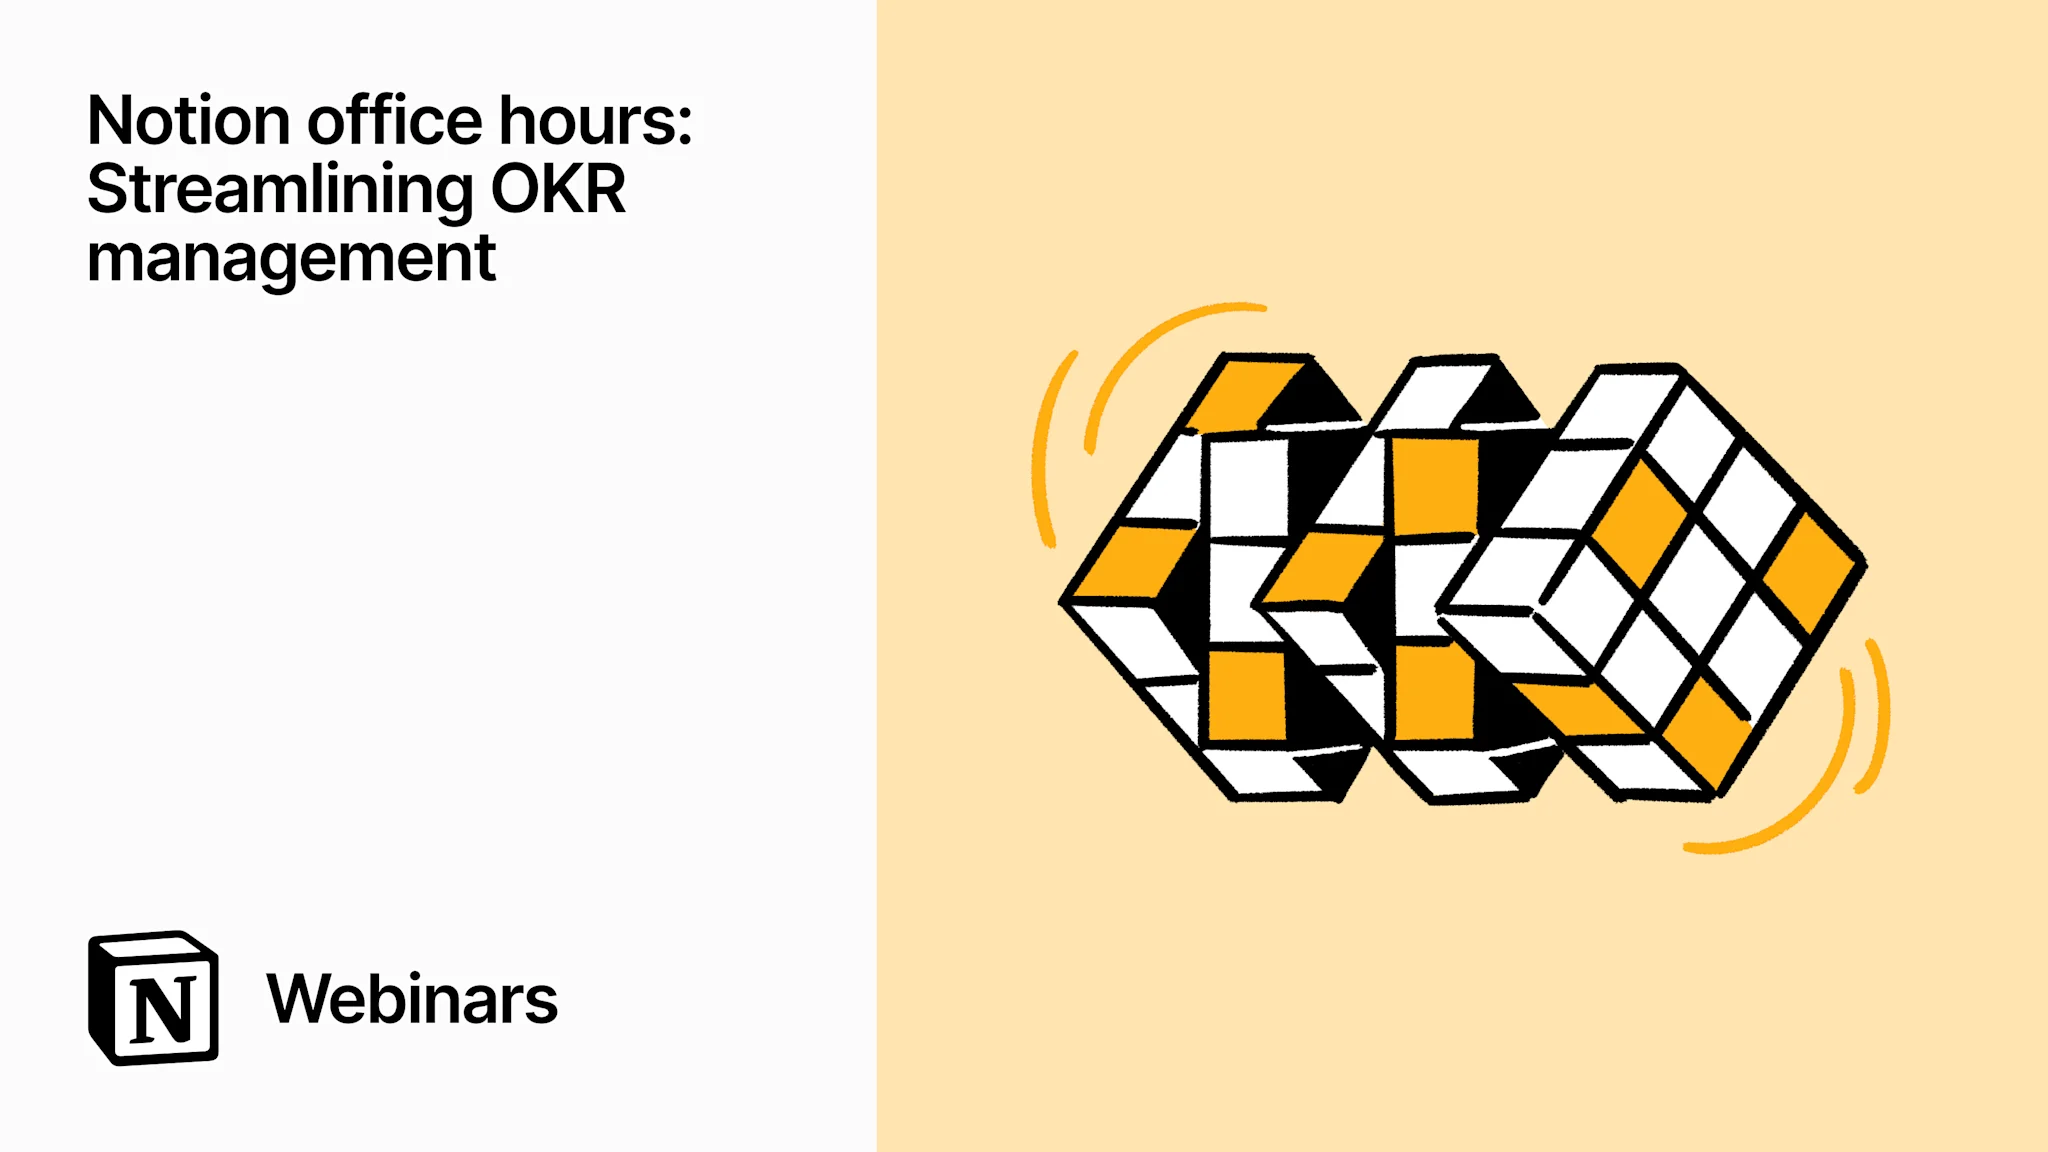 Notion office hours:
Streamlining OKR
management
N
Webinars